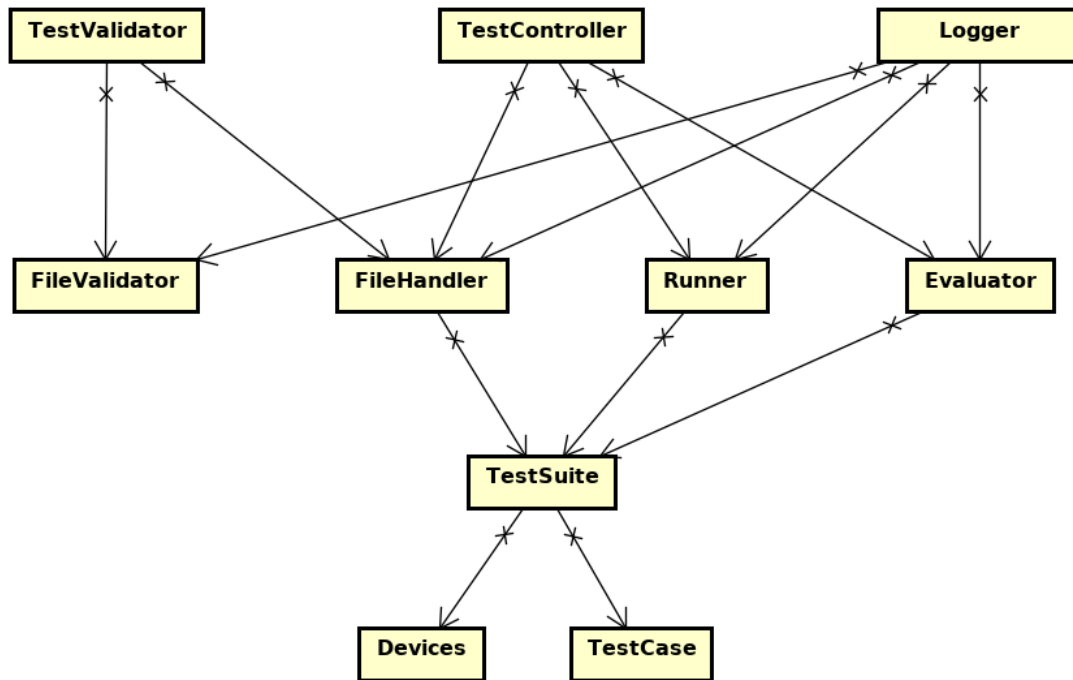 TestValidator
TestController
Logger
FileValidator
FileHandler
Runner
Evaluator
TestSuite
Devices
TestCase